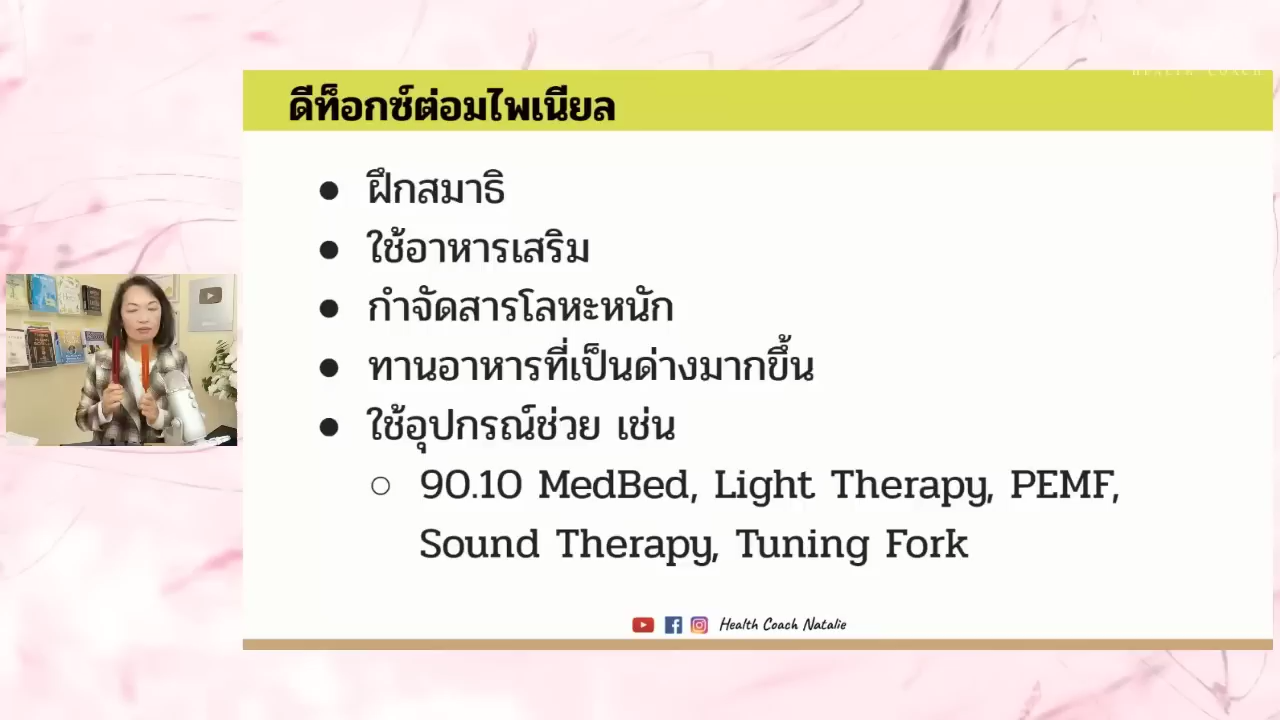 HEALTH COACH
ดีท็อกซ์ต่อมไพเนียล
● ฝึกสมาธิ
● ใช้อาหารเสริม
● กำจัดสารโลหะหนัก
● ทานอาหารที่เป็นด่างมากขึ้น
● ใช้อุปกรณ์ช่วย เช่น
○ 90.10 MedBed, Light Therapy, PEMF,
Sound Therapy, Tuning Fork
Health Coach Natalie